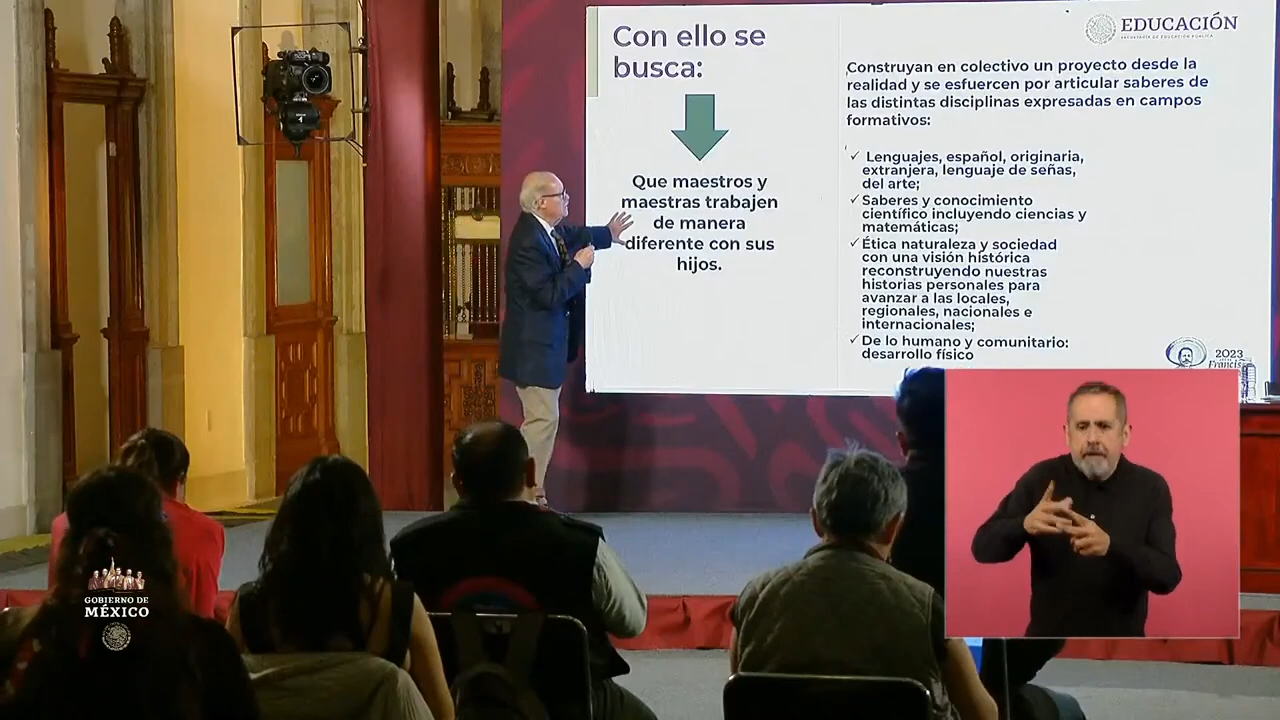 Con ello se
busca:
Que maestros y
maestras trabajen
de manera
diferente con sus
hijos.
EDUCACIÓN
SECRETARÍA DE EDUCACIÓN PÚBLICA
Construyan en colectivo un proyecto desde la
realidad y se esfuercen por articular saberes de
las distintas disciplinas expresadas en campos
formativos:
✓ Lenguajes, español, originaria,
extranjera, lenguaje de señas,
del arte;
✓ Saberes y conocimiento
científico incluyendo ciencias y
matemáticas;
✓ Ética naturaleza y sociedad
con una visión histórica
reconstruyendo nuestras
historias personales para
avanzar a las locales,
regionales, nacionales e
internacionales;
✓ De lo humano y comunitario:
desarrollo físico
2023
GOBIERNO DE
MÉXICO